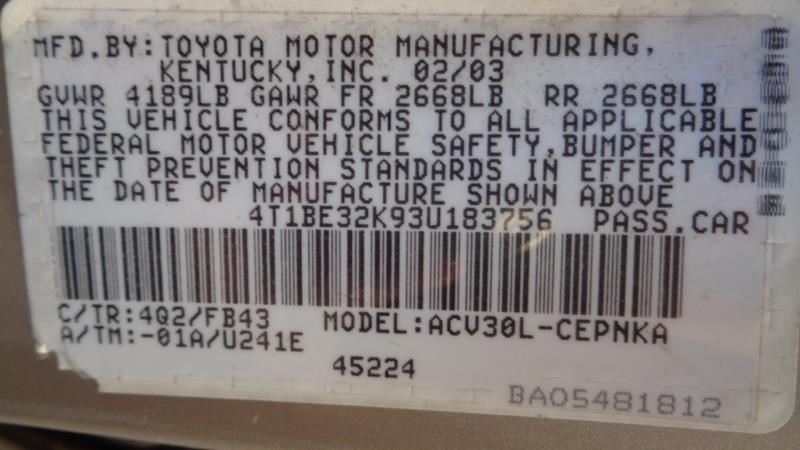 MFD.BY:TOYOTA MOTOR MANUFACTURING,
KENTUCKY,INC. 02/03
GVWR 4189LB GAWR FR 2668LB RR 2668LB
THIS VEHICLE CONFORMS TO ALL APPLICABLE
FEDERAL MOTOR VEHICLE SAFETY,BUMPER AND
THEFT PREVENTION STANDARDS IN EFFECT ON
THE DATE OF MANUFACTURE SHOWN ABOVE
4T1BE32K93U183756 PASS.CAR
C/TR:4Q2/FB43 MODEL:ACV30L-CEPNKA
A/TM:-01A/U241E
45224
BA05481812